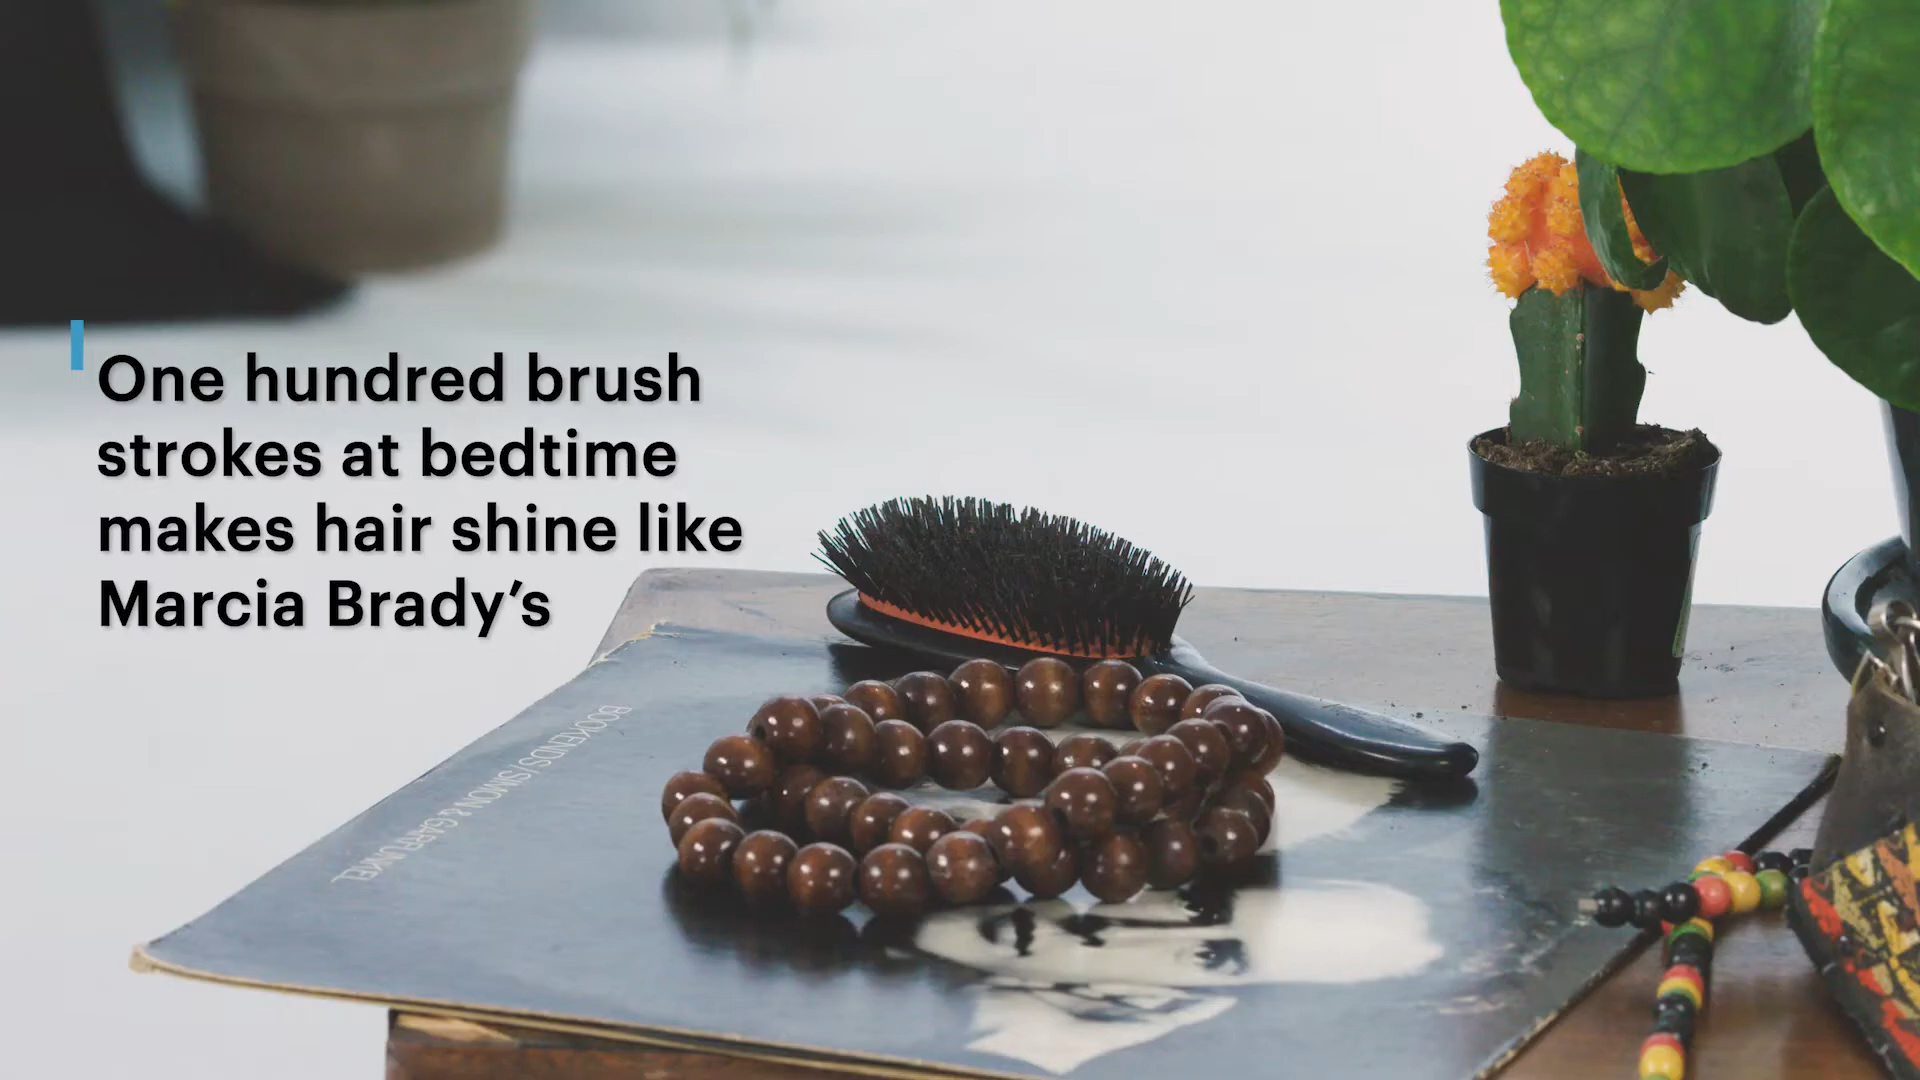 One hundred brush
strokes at bedtime
makes hair shine like
Marcia Brady’s
BOOKENDS/SIMON & GARFUNKEL